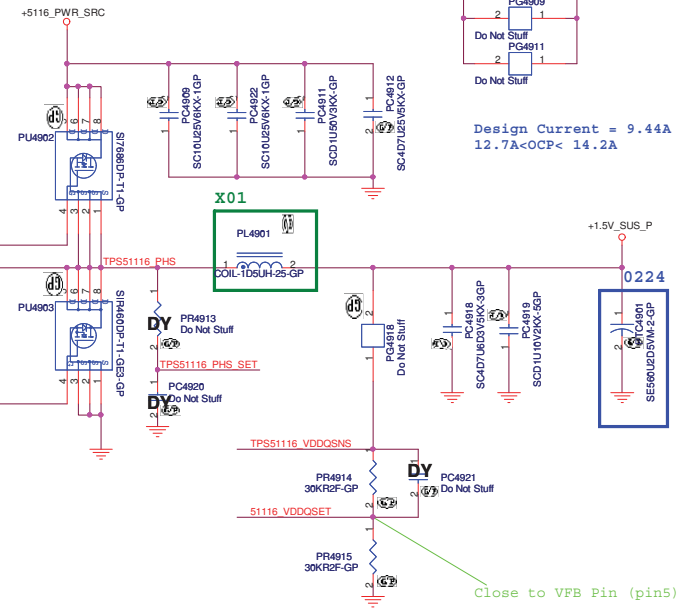 +5116_PWR_SRC
PG4909
2
1
Do Not Stuff
PG4911
2
1
Do Not Stuff
Design Current = 9.44A
12.7A<OCP< 14.2A
PU4902
SI7686DP-T1-GP
PC4909
SC10U25V6KX-1GP
PC4922
SC10U25V6KX-1GP
PC4911
SCD1U50V3KX-GP
PC4912
SC4D7U25V5KX-GP
X01
PL4901
1
2
COIL-1D5UH-25-GP
+1.5V_SUS_P
TPS51116_PHS
0224
PU4903
SIR460DP-T1-GE3-GP
DY
PR4913
Do Not Stuff
PG4918
Do Not Stuff
PC4918
SC4D7U6D3V5KX-3GP
PC4919
SCD1U10V2KX-5GP
TC4901
SE560U2D5VM-2-GP
TPS51116_PHS_SET
DY
PC4920
Do Not Stuff
TPS51116_VDDQSNS
PR4914
30KR2F-GP
DY
PC4921
Do Not Stuff
51116_VDDQSET
PR4915
30KR2F-GP
Close to VFB Pin (pin5)